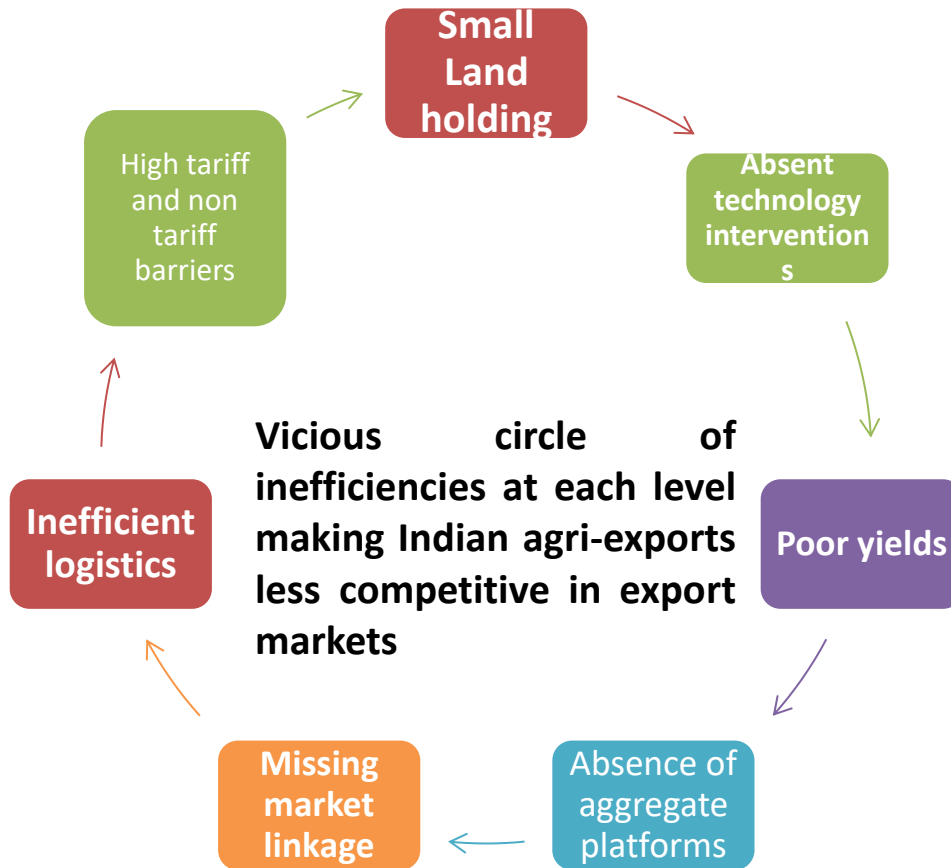 Small
Land
holding
Absent
technology
intervention
s
Poor yields
Absence of
aggregate
platforms
Missing
market
linkage
Inefficient
logistics
High tariff
and non
tariff
barriers
Vicious circle of
inefficiencies at each level
making Indian agri-exports
less competitive in export
markets